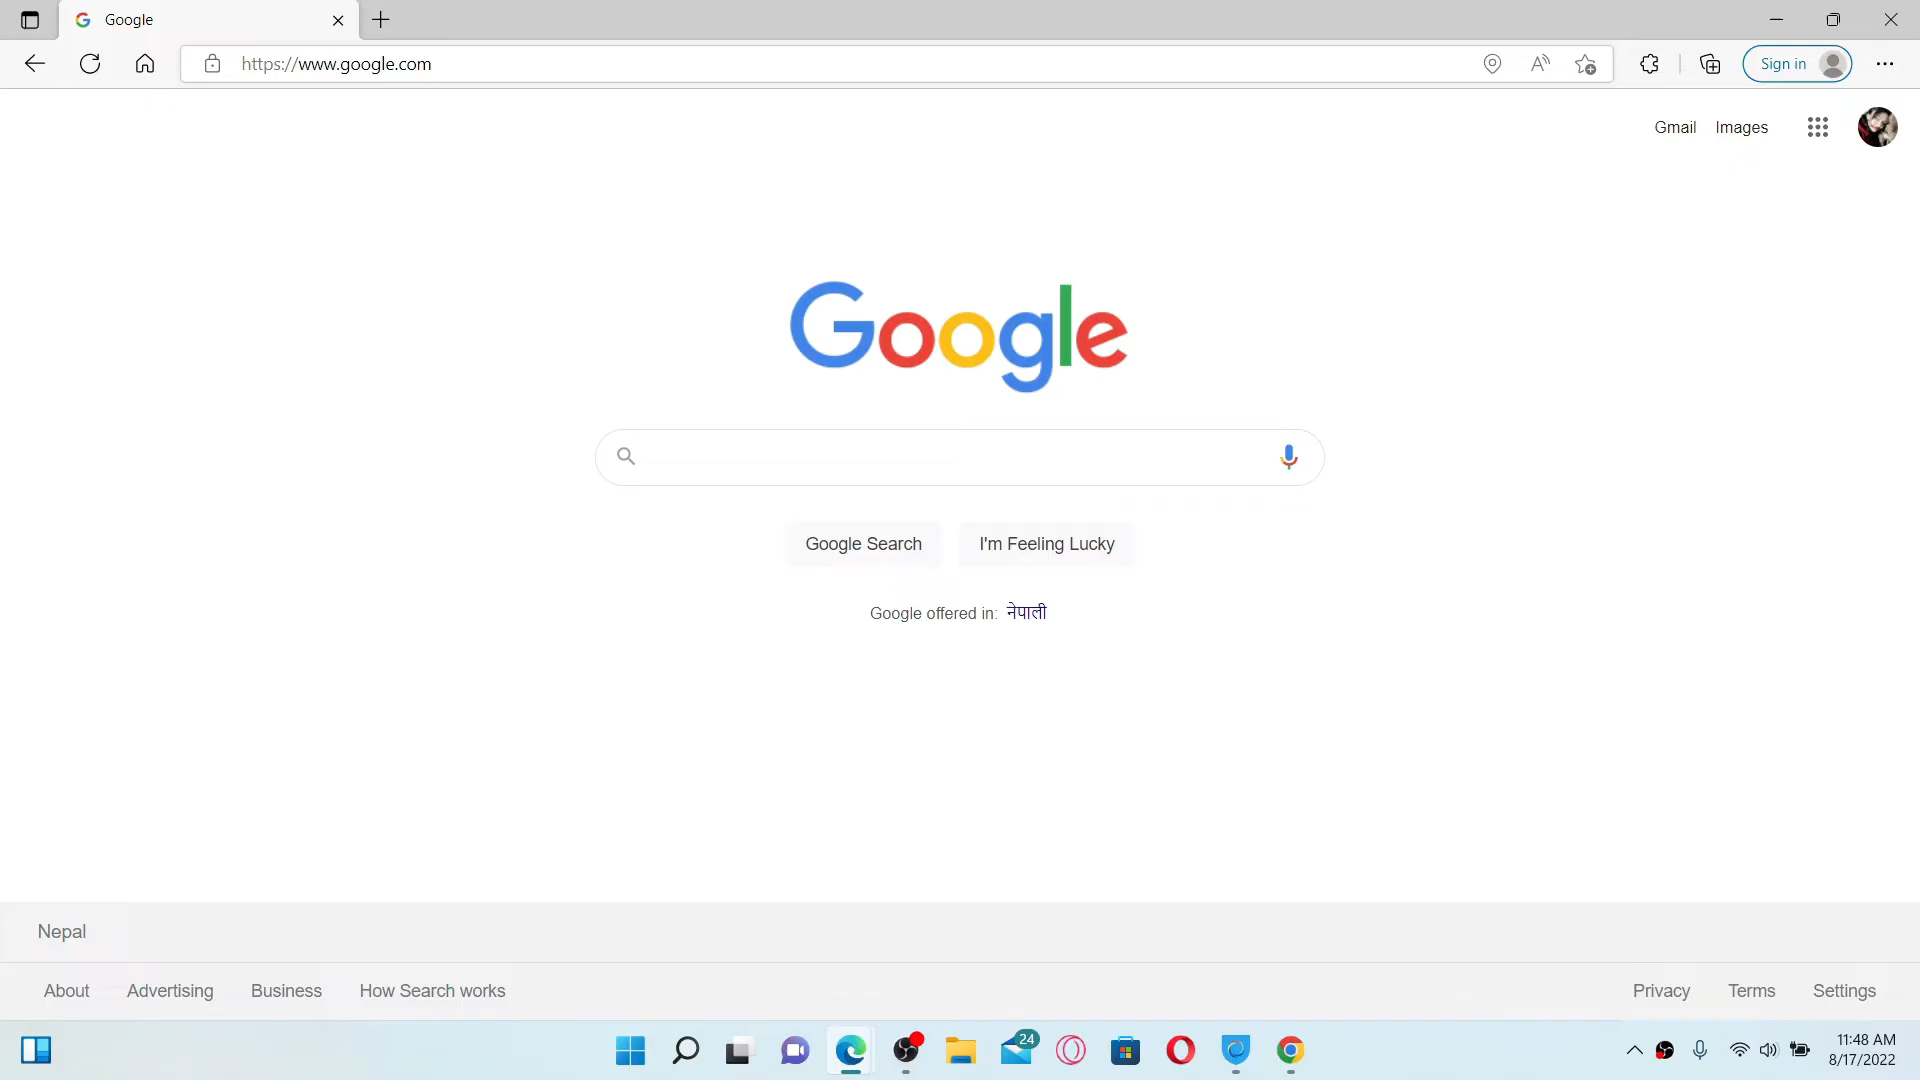 Google
https://www.google.com
Sign in
Gmail
Images
Google
Google Search
I'm Feeling Lucky
Google offered in: नेपाली
Nepal
About
Advertising
Business
How Search works
Privacy
Terms
Settings
24
11:48 AM
8/17/2022